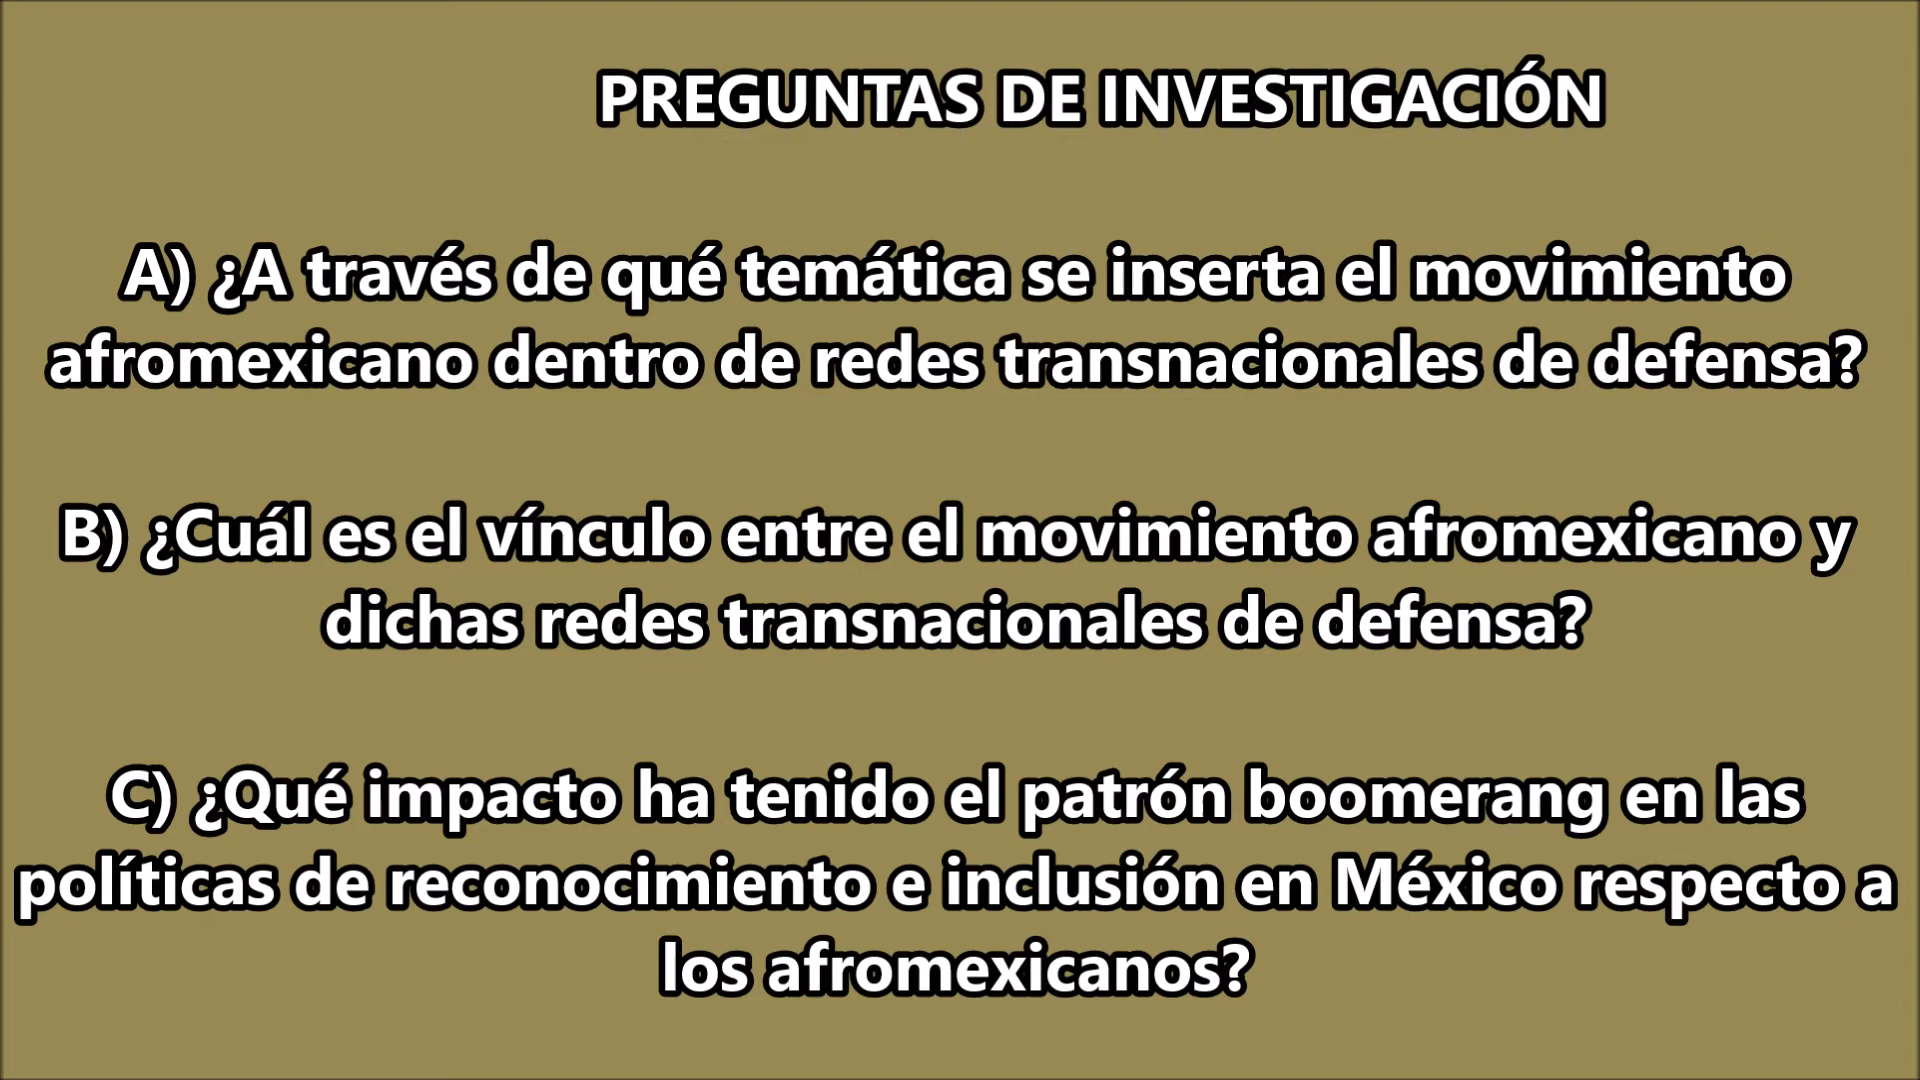 PREGUNTAS DE INVESTIGACIÓN
A) ¿A través de qué temática se inserta el movimiento
afromexicano dentro de redes transnacionales de defensa?
B) ¿Cuál es el vínculo entre el movimiento afromexicano y
dichas redes transnacionales de defensa?
C) ¿Qué impacto ha tenido el patrón boomerang en las
políticas de reconocimiento e inclusión en México respecto a
los afromexicanos?